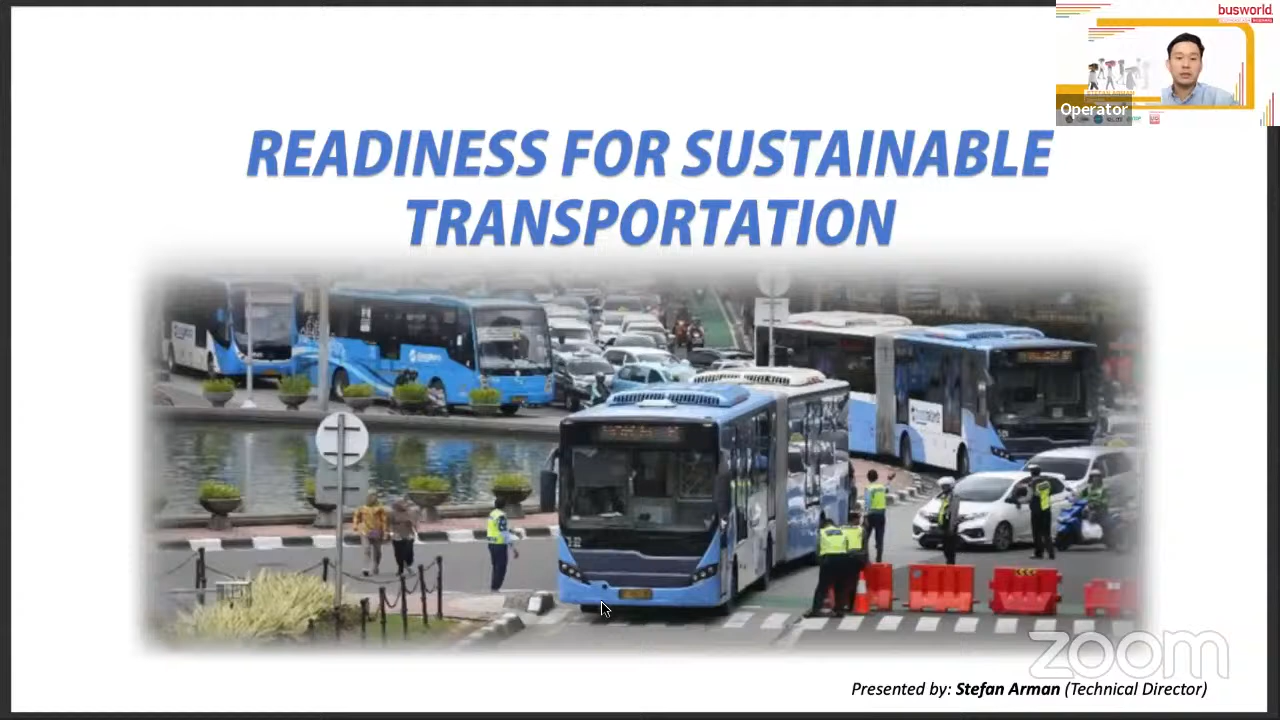 busworld.
Operator
READINESS FOR SUSTAINABLE
TRANSPORTATION
zoom
Presented by: Stefan Arman (Technical Director)